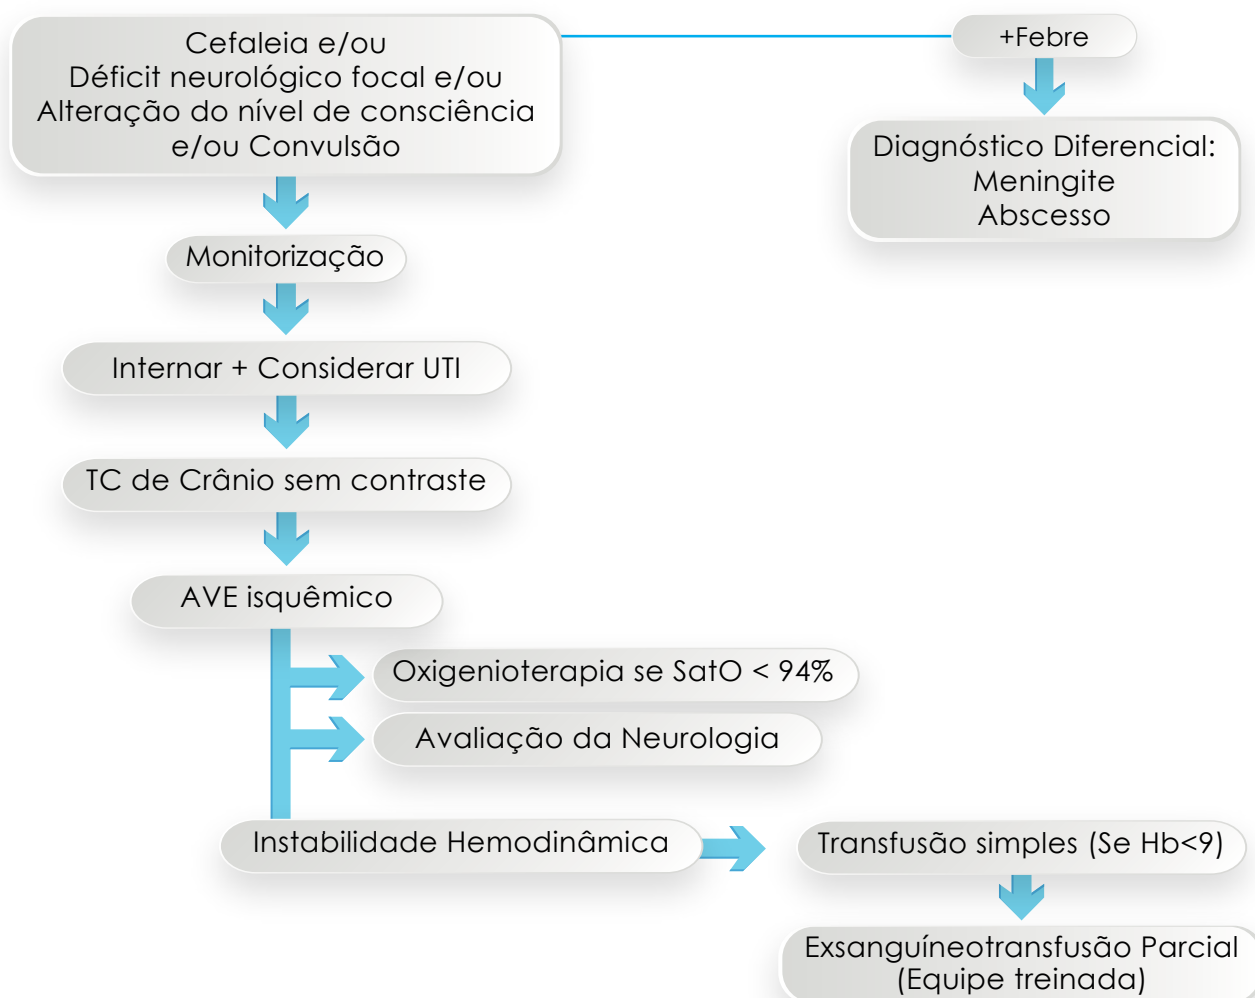 Cefaleia e/ou
Déficit neurológico focal e/ou
Alteração do nível de consciência
e/ou Convulsão
+Febre
Diagnóstico Diferencial:
Meningite
Abscesso
Monitorização
Internar + Considerar UTI
TC de Crânio sem contraste
AVE isquêmico
Oxigenioterapia se SatO < 94%
Avaliação da Neurologia
Instabilidade Hemodinâmica
Transfusão simples (Se Hb<9)
Exsanguíneotransfusão Parcial
(Equipe treinada)